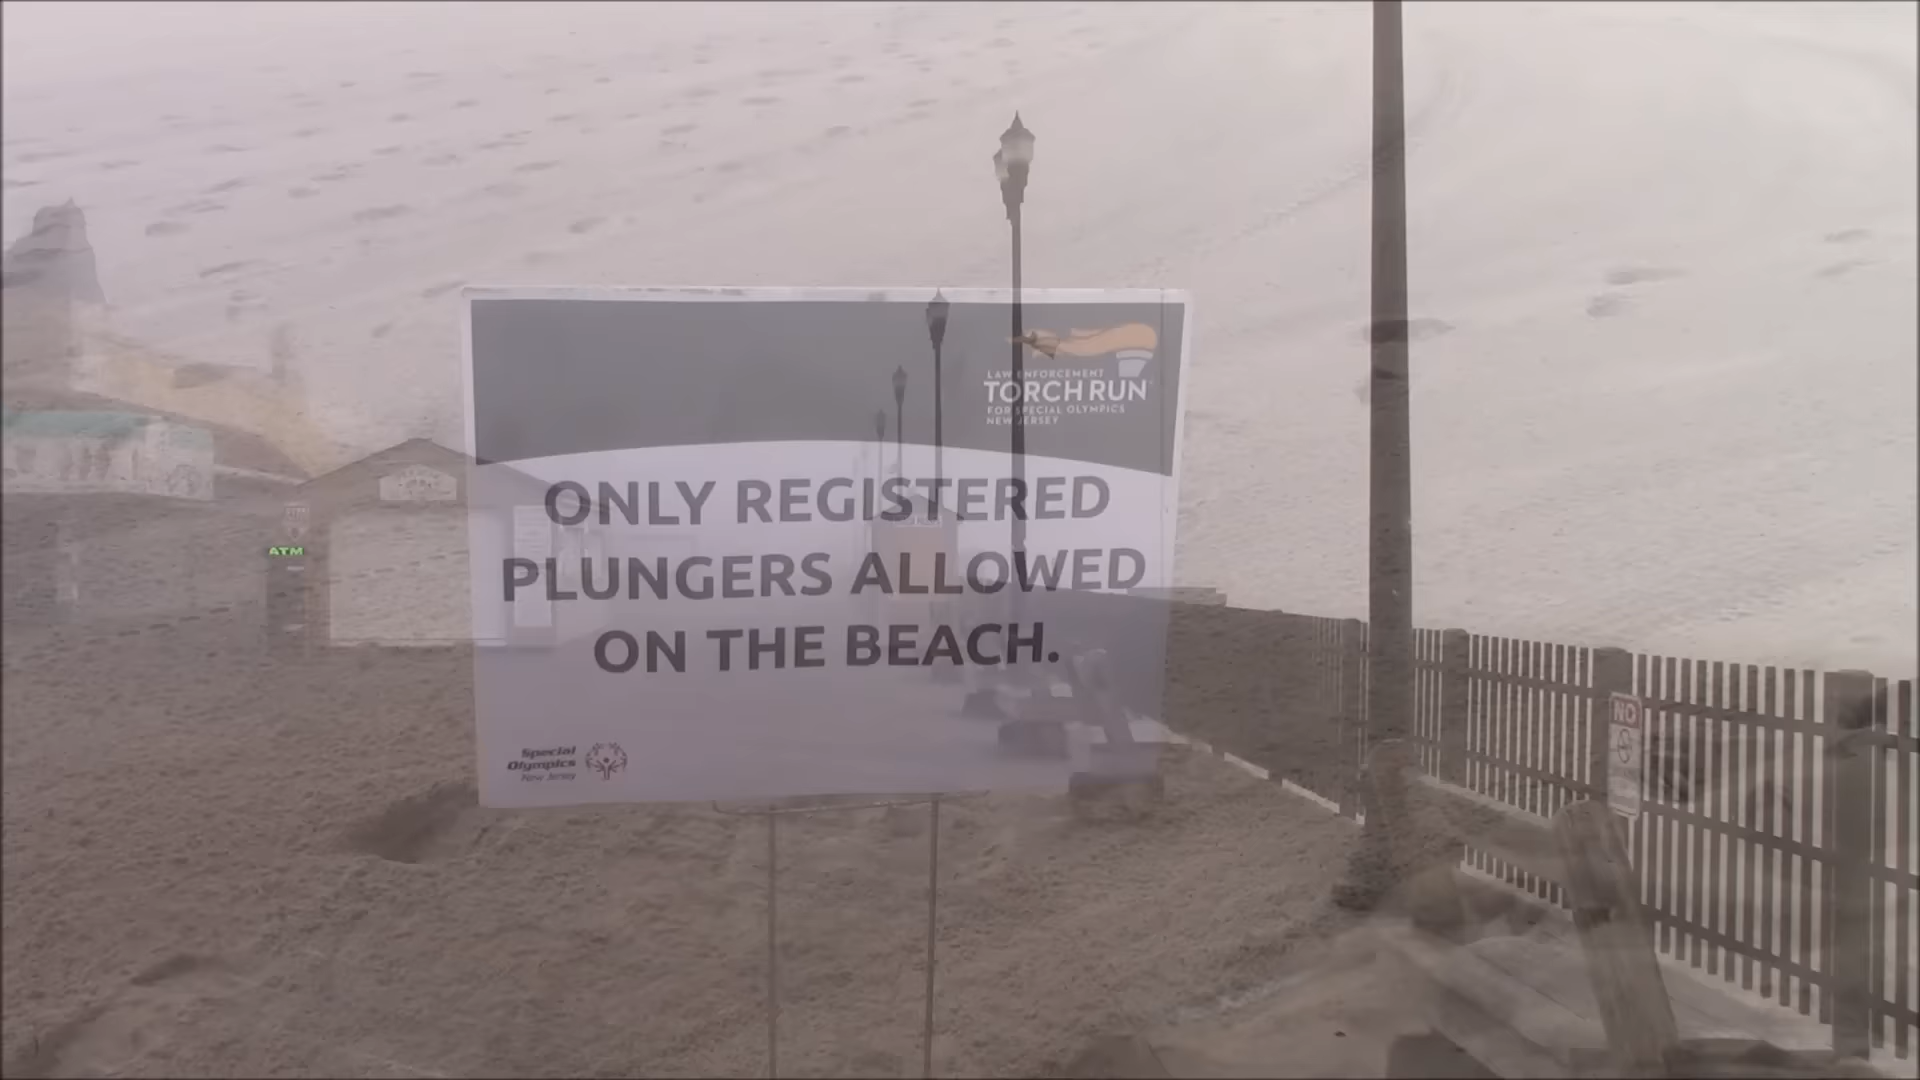 LAW ENFORCEMENT
TORCH RUN
FOR SPECIAL OLYMPICS
NEW JERSEY
ONLY REGISTERED
PLUNGERS ALLOWED
ON THE BEACH.
Special
Olympics
New Jersey
ATM
NO